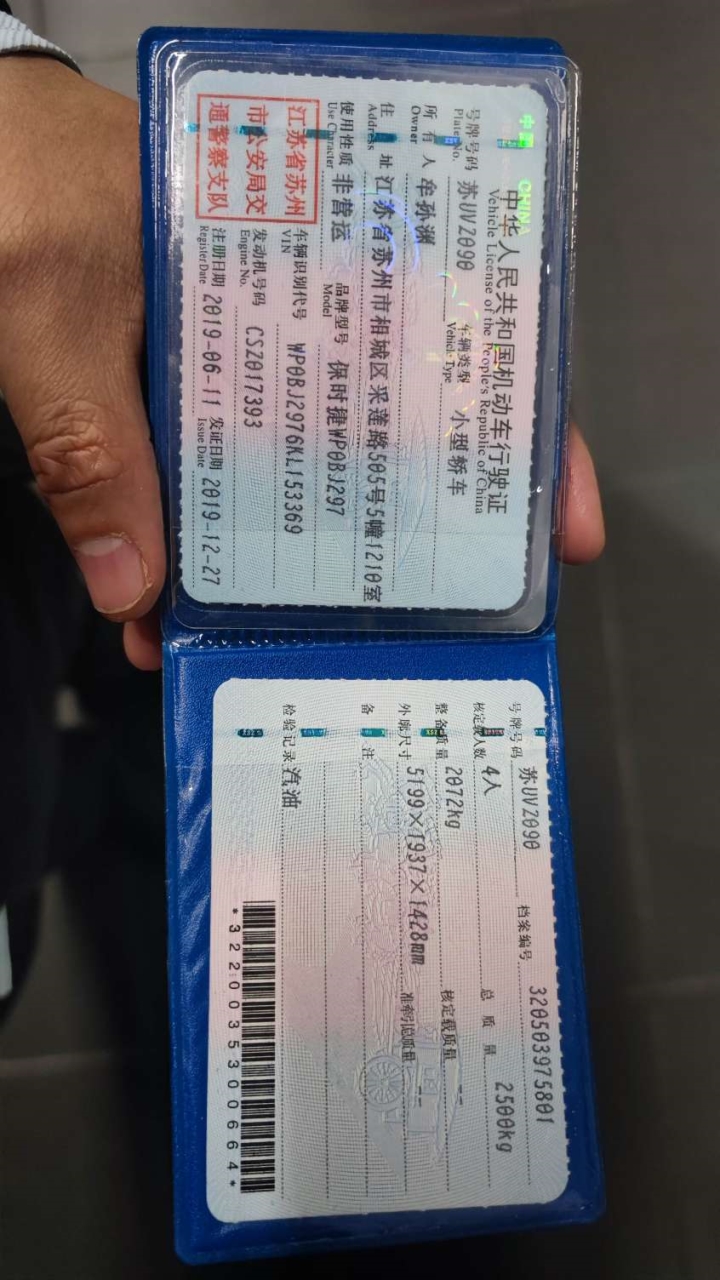 中国 CHINA
中华人民共和国机动车行驶证
Vehicle License of the People's Republic of China
号牌号码 苏UV2090 车辆类型 小型轿车
Plate No. Vehicle Type
所有人 牟孙渊
Owner
住址 江苏省苏州市相城区采莲路505号5幢1210室
Address
使用性质 非营运 品牌型号 保时捷WP0BJ297
Use Character Model
江苏省苏州
市公安局交
通警察支队
车辆识别代号 WP0BJ2976KL153369
VIN
发动机号码 CSZ017393
Engine No.
注册日期 2019-06-11 发证日期 2019-12-27
Register Date Issue Date
号牌号码 苏UV2090 档案编号 320503975801
核定载人数 4人 总质量 2500kg
整备质量 2072kg 核定载质量 --
外廓尺寸 5199×1937×1428mm 准牵引总质量 --
备注
检验记录 汽油
*3220035300664*